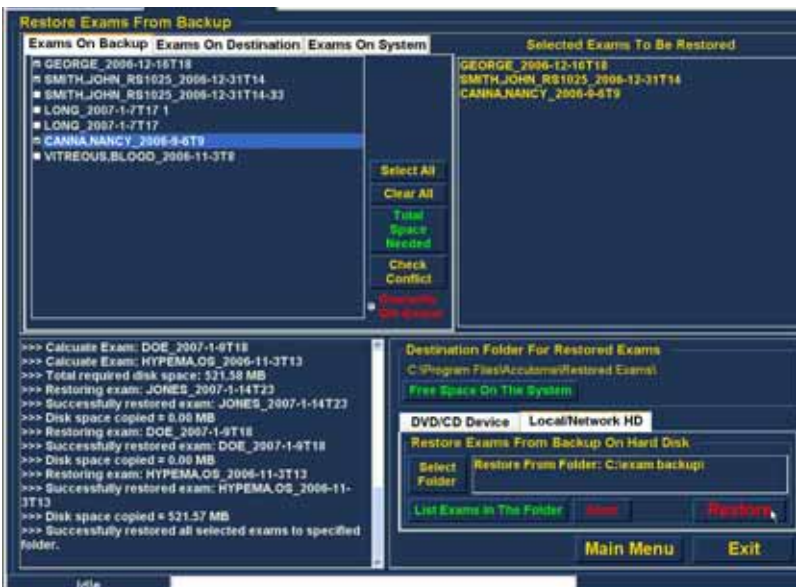 Restore Exams From Backup
Exams On Backup Exams On Destination Exams On System
GEORGE_2006-12-16T18
SMITH.JOHN_RS1025_2006-12-31T14
SMITH.JOHN_RS1025_2006-12-31T14-33
LONG_2007-1-7T17 1
LONG_2007-1-7T17
CANNA,NANCY_2006-9-6T9
VITREOUS,BLOOD_2006-11-3T8
Select All
Clear All
Total
Space
Needed
Check
Conflict
Selected Exams To Be Restored
GEORGE_2006-12-16T18
SMITH.JOHN_RS1025_2006-12-31T14
CANNA,NANCY_2006-9-6T9
>>> Calcuate Exam: DOE_2007-1-9T18
>>> Calcuate Exam: HYPEMA,OS_2006-11-3T13
>>> Total required disk space: 521.58 MB
>>> Restoring exam: JONES_2007-1-14T23
>>> Successfully restored exam: JONES_2007-1-14T23
>>> Disk space copied = 0.00 MB
>>> Restoring exam: DOE_2007-1-9T18
>>> Successfully restored exam: DOE_2007-1-9T18
>>> Disk space copied = 0.00 MB
>>> Restoring exam: HYPEMA,OS_2006-11-3T13
>>> Successfully restored exam: HYPEMA,OS_2006-11-
3T13
>>> Disk space copied = 521.57 MB
>>> Successfully restored all selected exams to specified
folder.
Destination Folder For Restored Exams
C:\Program Files\Accutome\Restored Exams\
Free Space On The System
DVD/CD Device Local/Network HD
Restore Exams From Backup On Hard Disk
Select
Folder
Restore From Folder: C:\exam backup\
List Exams In The Folder
Restore
Main Menu Exit
Idle